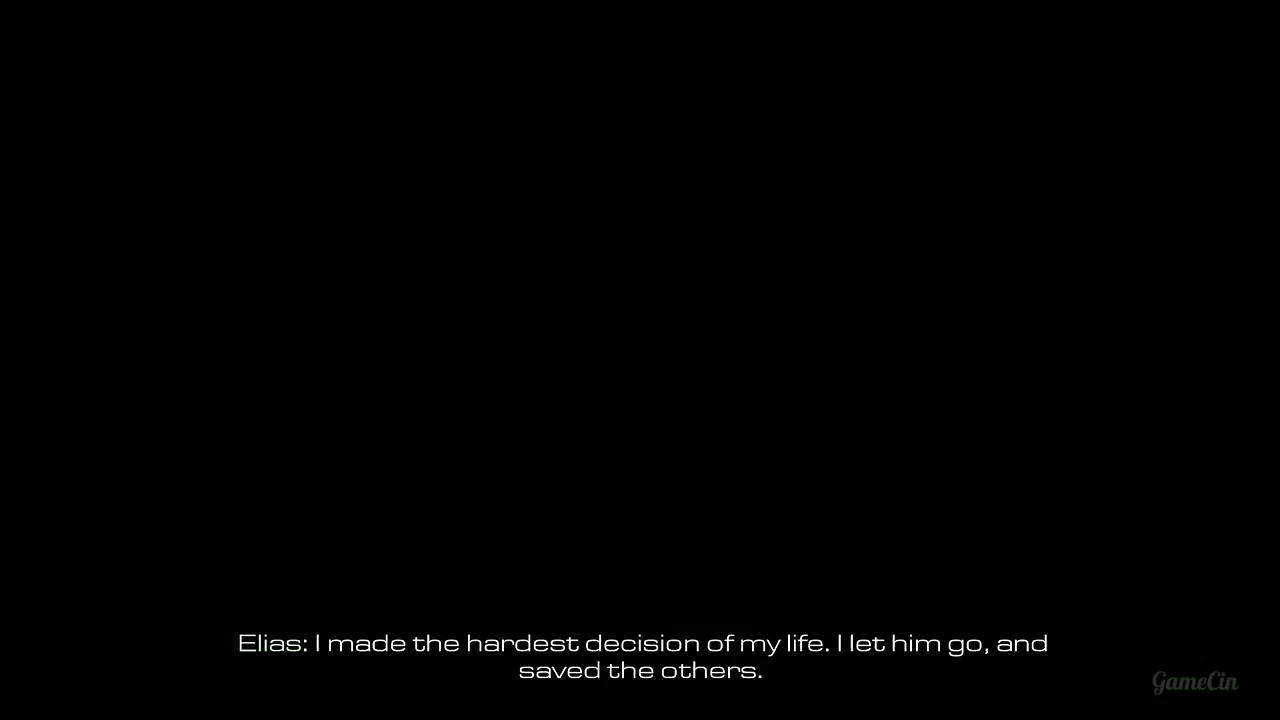 Elias: I made the hardest decision of my life. I let him go, and
saved the others.
GameCin